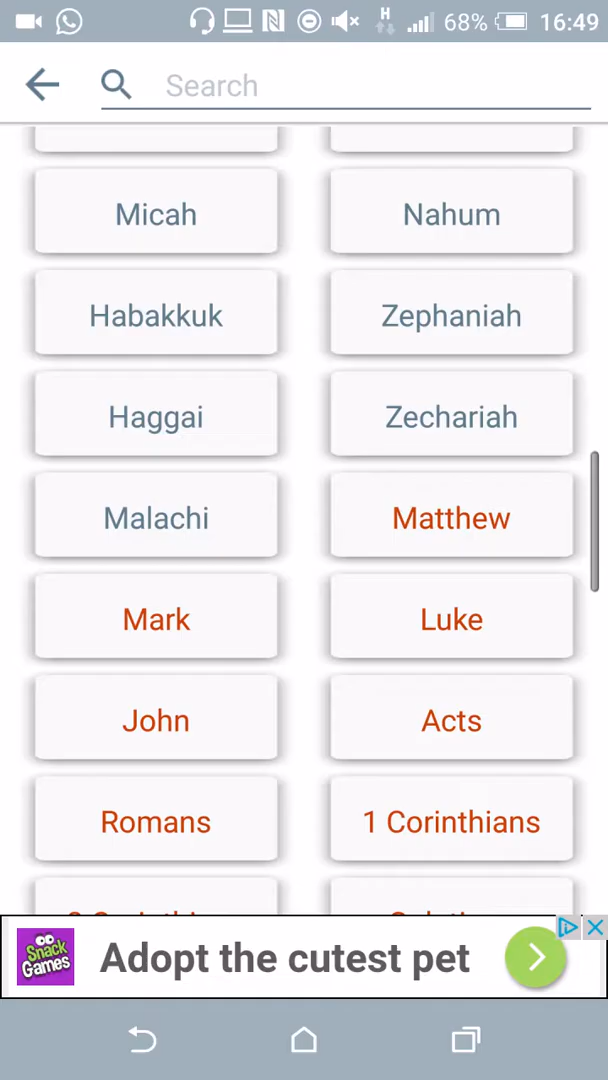 H 68% 16:49
Search
Micah Nahum
Habakkuk Zephaniah
Haggai Zechariah
Malachi Matthew
Mark Luke
John Acts
Romans 1 Corinthians
Snack Games Adopt the cutest pet